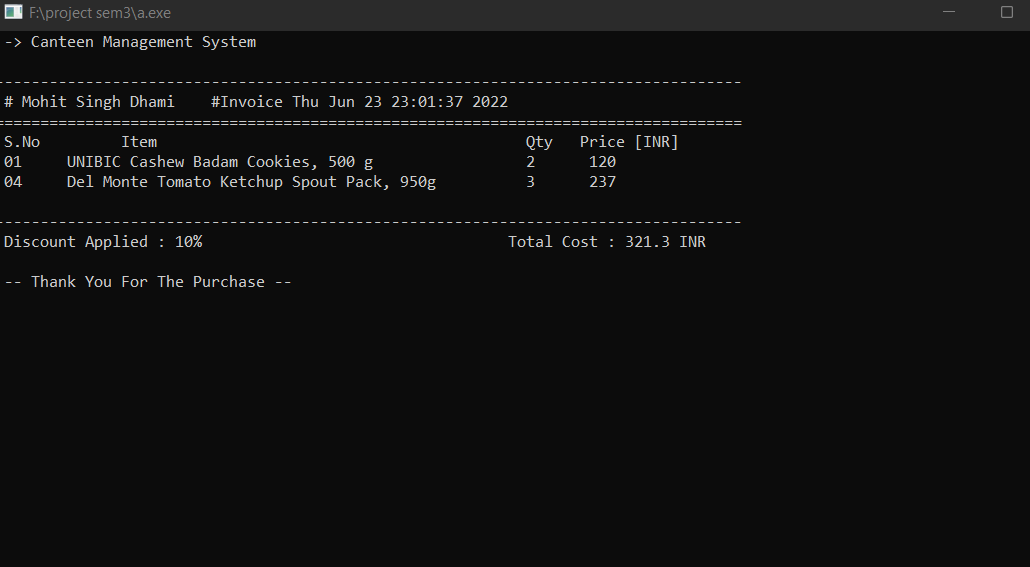 F:\project sem3\a.exe
-> Canteen Management System
-----------------------------------------------------------------------------------
# Mohit Singh Dhami    #Invoice Thu Jun 23 23:01:37 2022
===================================================================================
S.No         Item                                         Qty   Price [INR]
01     UNIBIC Cashew Badam Cookies, 500 g                 2      120
04     Del Monte Tomato Ketchup Spout Pack, 950g          3      237
-----------------------------------------------------------------------------------
Discount Applied : 10%                                  Total Cost : 321.3 INR
-- Thank You For The Purchase --